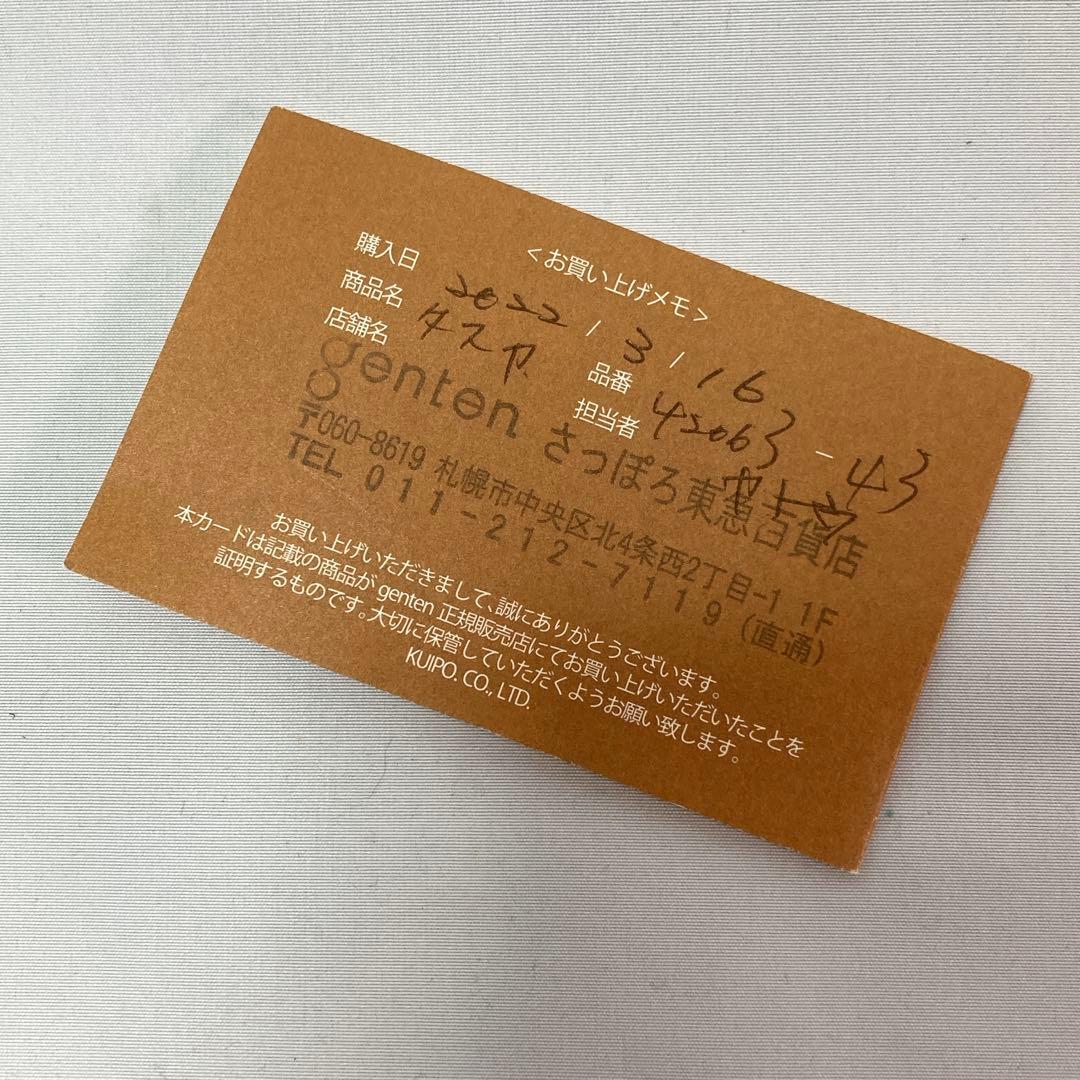 <お買い上げメモ>
購入日 2022 / 3 / 16
商品名 タスカ 品番 42063 - 43
店舗名 担当者
genten さっぽろ東急百貨店
〒060-8619 札幌市中央区北4条西2丁目-1 1F
TEL 011-212-7119 (直通)
お買い上げいただきまして、誠にありがとうございます。
本カードは記載の商品が genten 正規販売店にてお買い上げいただいたことを
証明するものです。大切に保管していただくようお願い致します。
KUIPO. CO., LTD.